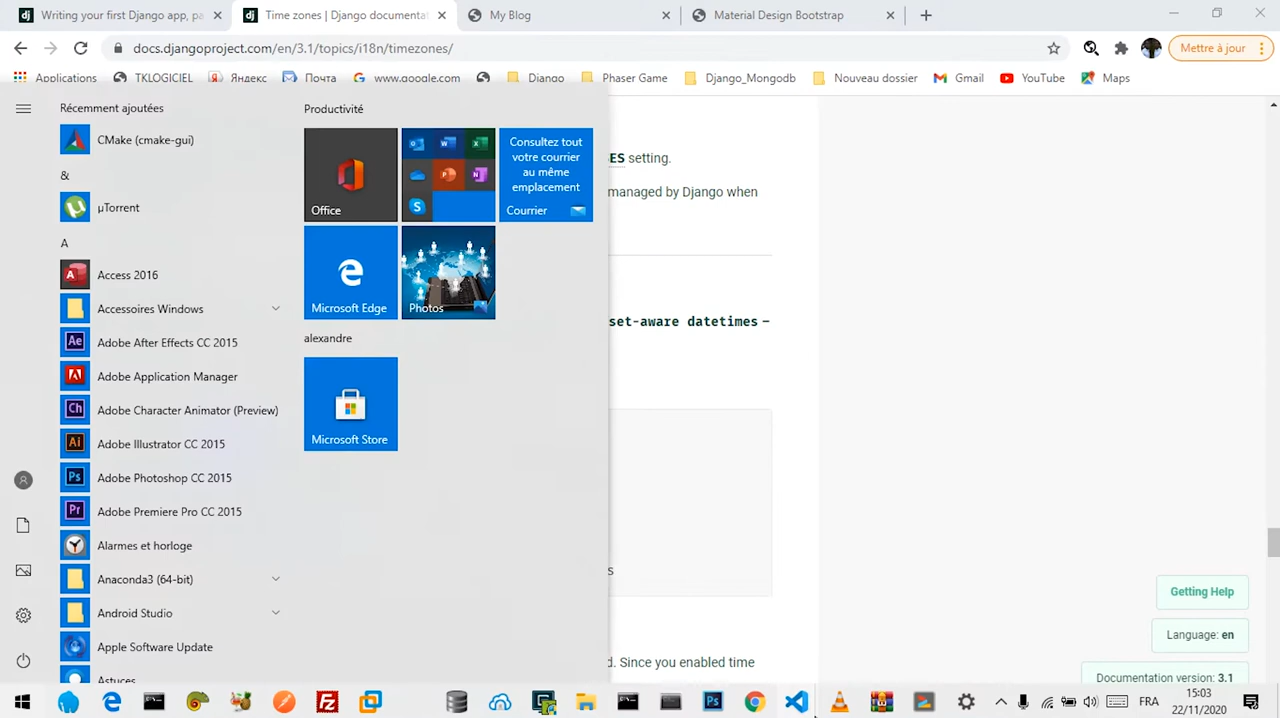 Writing your first Django app, pa
Time zones | Django documentat
My Blog
Material Design Bootstrap
docs.djangoproject.com/en/3.1/topics/i18n/timezones/
Mettre à jour
Applications
TKLOGICIEL
Яндекс
Почта
www.google.com
Django
Phaser Game
Django_Mongodb
Nouveau dossier
Gmail
YouTube
Maps
Récemment ajoutées
CMake (cmake-gui)
&
µTorrent
A
Access 2016
Accessoires Windows
Adobe After Effects CC 2015
Adobe Application Manager
Adobe Character Animator (Preview)
Adobe Illustrator CC 2015
Adobe Photoshop CC 2015
Adobe Premiere Pro CC 2015
Alarmes et horloge
Anaconda3 (64-bit)
Android Studio
Apple Software Update
Astuces
Productivité
Office
Consultez tout
votre courrier
au même
emplacement
Courrier
Microsoft Edge
Photos
alexandre
Microsoft Store
ES setting.
managed by Django when
set-aware datetimes –
s
d. Since you enabled time
Getting Help
Language: en
Documentation version: 3.1
FRA
15:03
22/11/2020